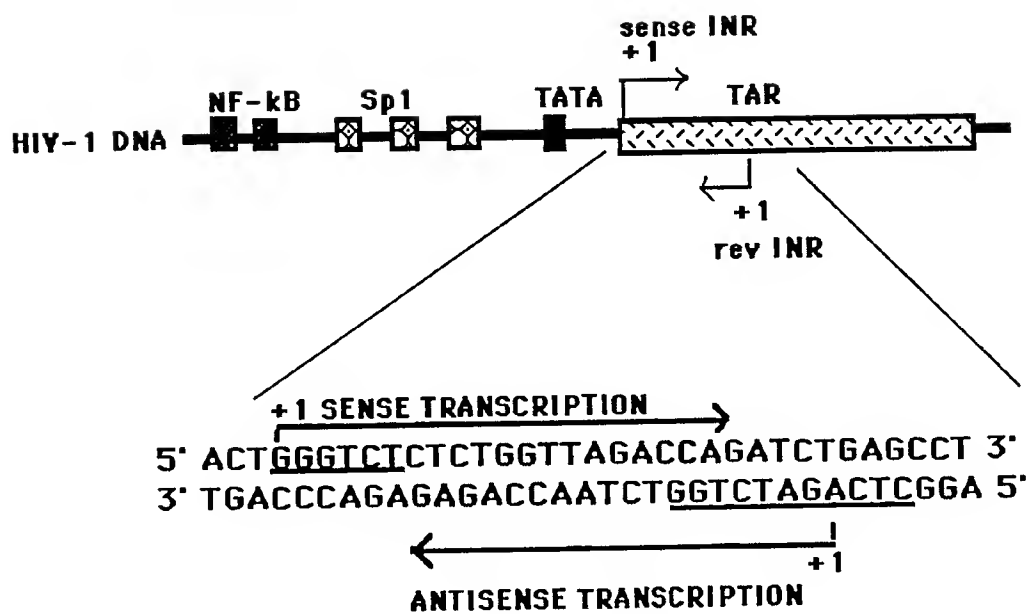 sense INR
+1
NF-kB Sp1 TATA TAR
HIV-1 DNA
+1
rev INR
+1 SENSE TRANSCRIPTION
5' ACTGGGTCTCTCTGGTTAGACCAGATCTGAGCCT 3'
3' TGACCCAGAGAGACCAATCTGGTCTAGACTCGGA 5'
+1
ANTISENSE TRANSCRIPTION